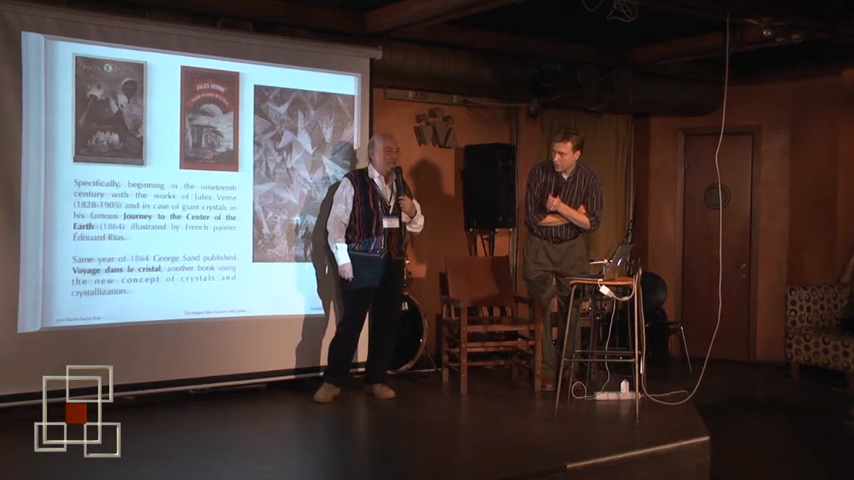 JULES VERNE
Specifically, beginning in the nineteenth
century with the works of Jules Verne
(1828-1905) and in case of giant crystals in
his famous Journey to the Center of the
Earth (1864) illustrated by French painter
Édouard Rius.
Same year of 1864 George Sand published
Voyage dans le cristal, another book using
the new concept of crystals and
crystallization.